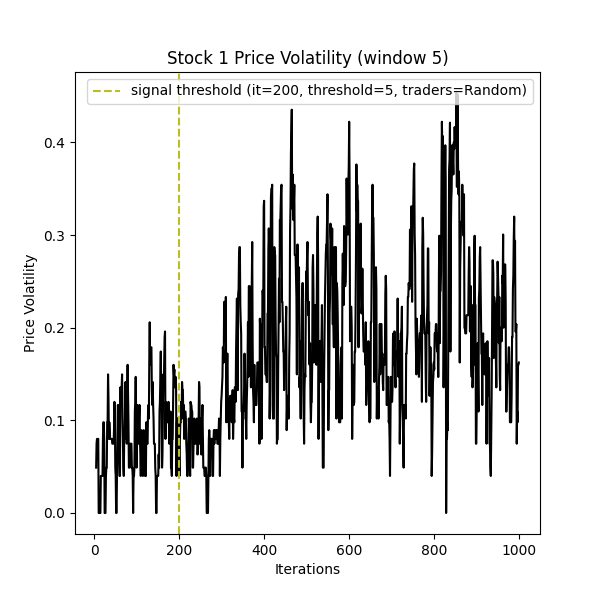 Stock 1 Price Volatility (window 5)
signal threshold (it=200, threshold=5, traders=Random)
0.4
0.3
0.2
0.1
0.0
Price Volatility
0 200 400 600 800 1000
Iterations